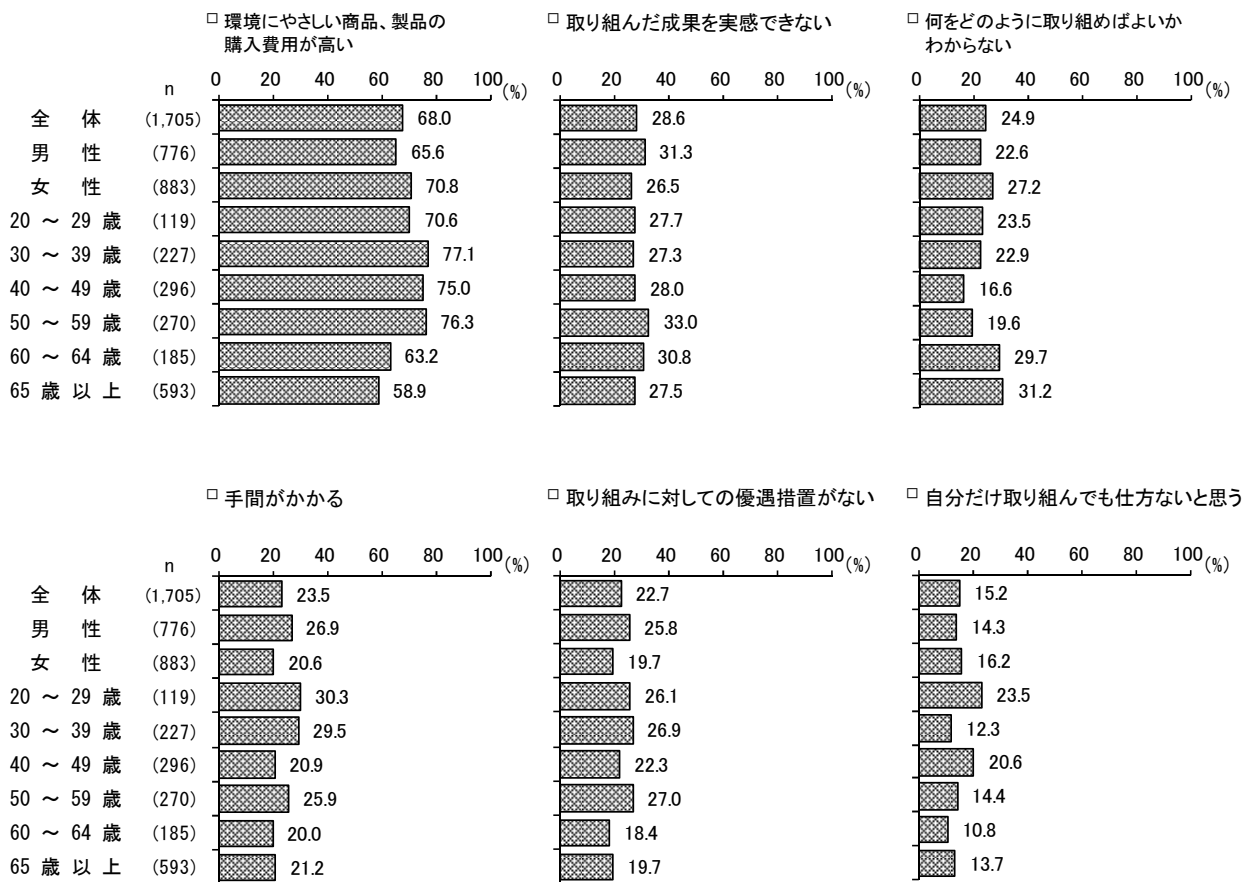 □ 環境にやさしい商品、製品の
購入費用が高い
□ 取り組んだ成果を実感できない
□ 何をどのように取り組めばよいか
わからない
n
0 20 40 60 80 100 (%)
0 20 40 60 80 100 (%)
0 20 40 60 80 100 (%)
全 体 (1,705) 68.0 28.6 24.9
男 性 (776) 65.6 31.3 22.6
女 性 (883) 70.8 26.5 27.2
20 ～ 29 歳 (119) 70.6 27.7 23.5
30 ～ 39 歳 (227) 77.1 27.3 22.9
40 ～ 49 歳 (296) 75.0 28.0 16.6
50 ～ 59 歳 (270) 76.3 33.0 19.6
60 ～ 64 歳 (185) 63.2 30.8 29.7
65 歳 以 上 (593) 58.9 27.5 31.2
□ 手間がかかる
□ 取り組みに対しての優遇措置がない
□ 自分だけ取り組んでも仕方ないと思う
n
0 20 40 60 80 100 (%)
0 20 40 60 80 100 (%)
0 20 40 60 80 100 (%)
全 体 (1,705) 23.5 22.7 15.2
男 性 (776) 26.9 25.8 14.3
女 性 (883) 20.6 19.7 16.2
20 ～ 29 歳 (119) 30.3 26.1 23.5
30 ～ 39 歳 (227) 29.5 26.9 12.3
40 ～ 49 歳 (296) 20.9 22.3 20.6
50 ～ 59 歳 (270) 25.9 27.0 14.4
60 ～ 64 歳 (185) 20.0 18.4 10.8
65 歳 以 上 (593) 21.2 19.7 13.7